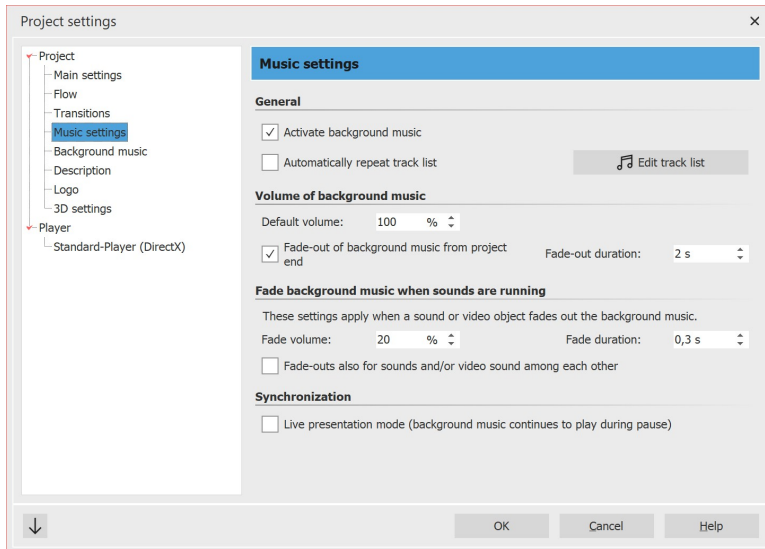 Project settings
Project
Main settings
Flow
Transitions
Music settings
Background music
Description
Logo
3D settings
Player
Standard-Player (DirectX)
Music settings
General
Activate background music
Automatically repeat track list
Edit track list
Volume of background music
Default volume: 100 %
Fade-out of background music from project
end
Fade-out duration: 2 s
Fade background music when sounds are running
These settings apply when a sound or video object fades out the background music.
Fade volume: 20 % Fade duration: 0,3 s
Fade-outs also for sounds and/or video sound among each other
Synchronization
Live presentation mode (background music continues to play during pause)
OK Cancel Help